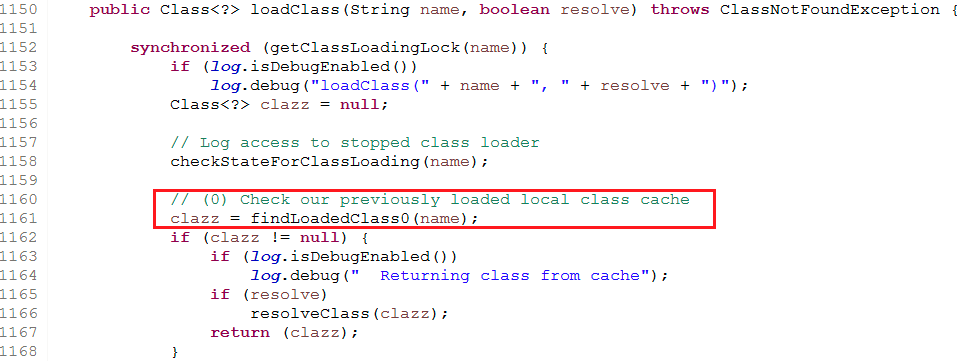 1150     public Class<?> loadClass(String name, boolean resolve) throws ClassNotFoundException {
1151
1152         synchronized (getClassLoadingLock(name)) {
1153             if (log.isDebugEnabled())
1154                 log.debug("loadClass(" + name + ", " + resolve + ")");
1155             Class<?> clazz = null;
1156
1157             // Log access to stopped class loader
1158             checkStateForClassLoading(name);
1159
1160             // (0) Check our previously loaded local class cache
1161             clazz = findLoadedClass0(name);
1162             if (clazz != null) {
1163                 if (log.isDebugEnabled())
1164                     log.debug("  Returning class from cache");
1165                 if (resolve)
1166                     resolveClass(clazz);
1167                 return (clazz);
1168             }